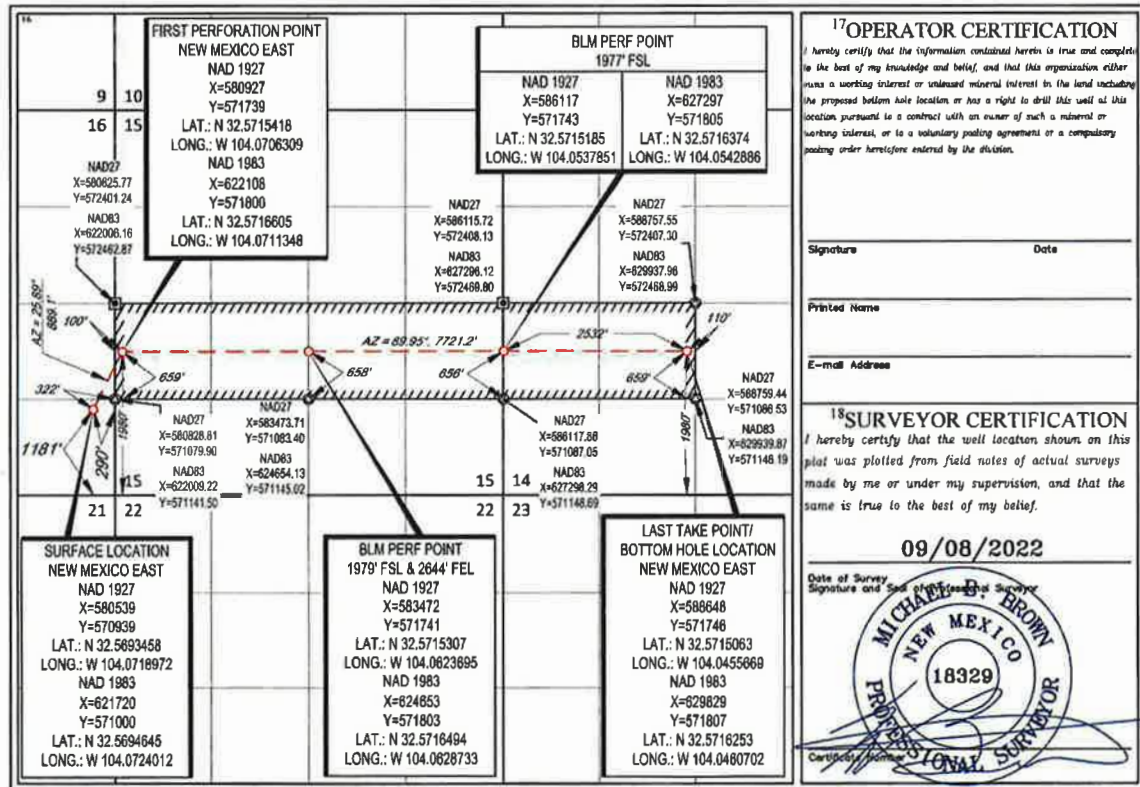 16
FIRST PERFORATION POINT
NEW MEXICO EAST
NAD 1927
X=580927
Y=571739
LAT.: N 32.5715418
LONG.: W 104.0706309
NAD 1983
X=622108
Y=571800
LAT.: N 32.5716605
LONG.: W 104.0711348
BLM PERF POINT
1977' FSL
NAD 1927
X=586117
Y=571743
LAT.: N 32.5715185
LONG.: W 104.0537851
NAD 1983
X=627297
Y=571805
LAT.: N 32.5716374
LONG.: W 104.0542886
9 10
16 15
NAD27
X=580825.77
Y=572401.24
NAD83
X=622006.16
Y=572462.87
NAD27
X=586115.72
Y=572408.13
NAD83
X=627296.12
Y=572469.80
NAD27
X=588757.55
Y=572407.30
NAD83
X=629937.96
Y=572468.99
AZ = 25.89°
889.1'
100'
AZ = 89.95°, 7721.2'
2532'
110'
659'
658'
656'
659'
322'
1181'
290'
1980'
1980'
NAD27
X=580828.81
Y=571079.90
NAD83
X=622009.22
Y=571141.50
NAD27
X=583473.71
Y=571083.40
NAD83
X=624654.13
Y=571145.02
NAD27
X=586117.88
Y=571087.05
NAD83
X=627298.29
Y=571148.69
NAD27
X=588759.44
Y=571086.53
NAD83
X=629939.87
Y=571148.19
15
21 22
15 14
22 23
SURFACE LOCATION
NEW MEXICO EAST
NAD 1927
X=580539
Y=570939
LAT.: N 32.5693458
LONG.: W 104.0718972
NAD 1983
X=621720
Y=571000
LAT.: N 32.5694645
LONG.: W 104.0724012
BLM PERF POINT
1979' FSL & 2644' FEL
NAD 1927
X=583472
Y=571741
LAT.: N 32.5715307
LONG.: W 104.0623695
NAD 1983
X=624653
Y=571803
LAT.: N 32.5716494
LONG.: W 104.0628733
LAST TAKE POINT/
BOTTOM HOLE LOCATION
NEW MEXICO EAST
NAD 1927
X=588648
Y=571746
LAT.: N 32.5715063
LONG.: W 104.0455669
NAD 1983
X=629829
Y=571807
LAT.: N 32.5716253
LONG.: W 104.0460702
17 OPERATOR CERTIFICATION
I hereby certify that the information contained herein is true and complete
to the best of my knowledge and belief, and that this organization either
owns a working interest or unleased mineral interest in the land including
the proposed bottom hole location or has a right to drill this well at this
location pursuant to a contract with an owner of such a mineral or
working interest, or to a voluntary pooling agreement or a compulsory
pooling order heretofore entered by the division.
Signature Date
Printed Name
E-mail Address
18 SURVEYOR CERTIFICATION
I hereby certify that the well location shown on this
plat was plotted from field notes of actual surveys
made by me or under my supervision, and that the
same is true to the best of my belief.
09/08/2022
Date of Survey
Signature and Seal of Professional Surveyor
MICHAEL B. BROWN
NEW MEXICO
18329
PROFESSIONAL SURVEYOR
Certificate Number